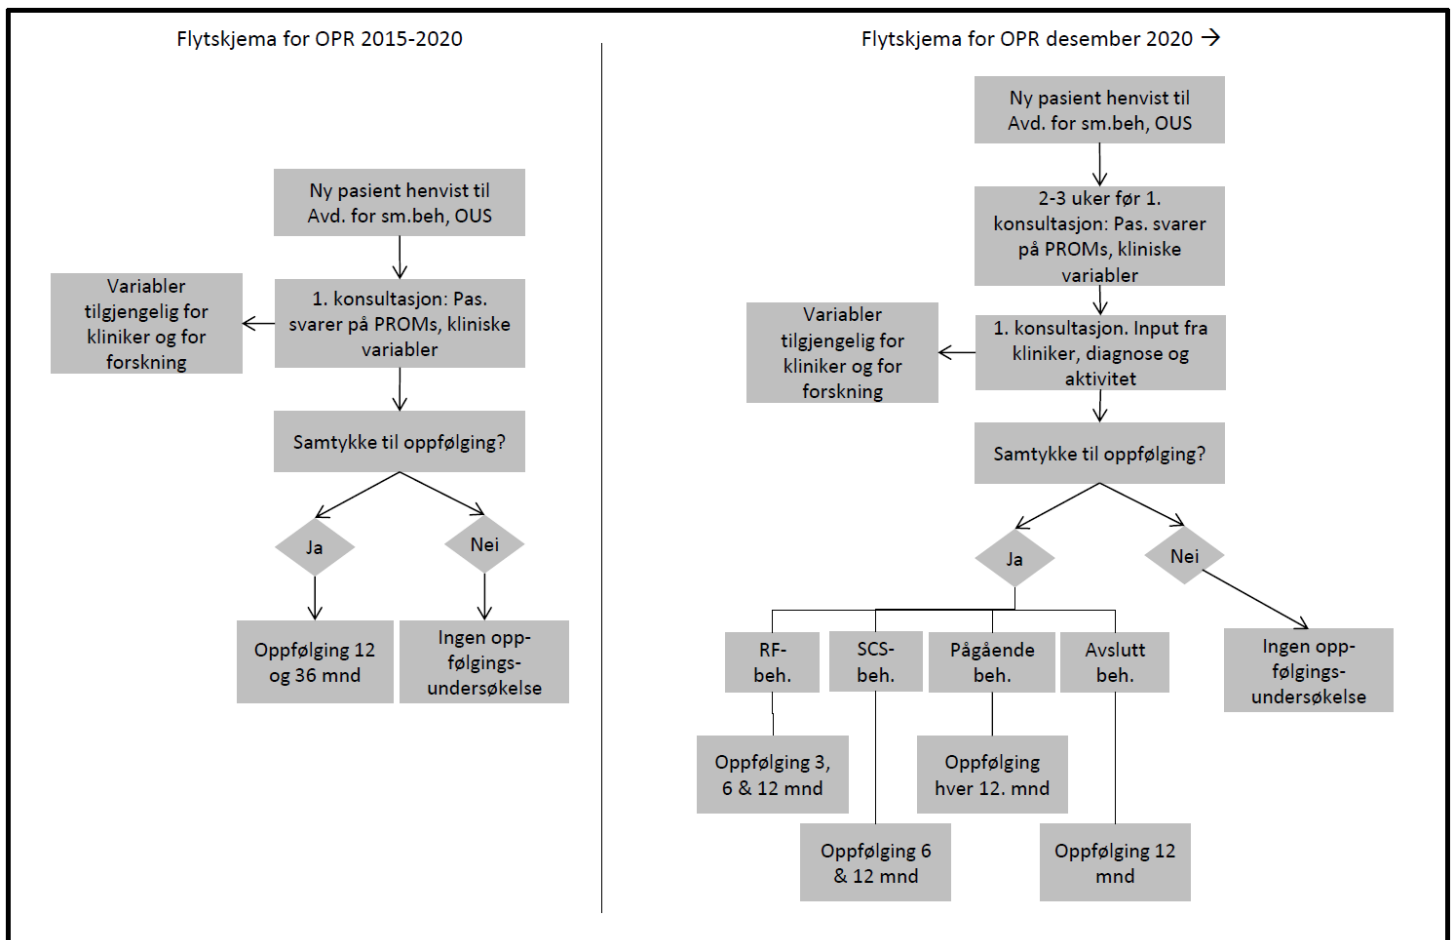 Flytskjema for OPR 2015-2020
Ny pasient henvist til
Avd. for sm.beh, OUS
Variabler
tilgjengelig for
kliniker og for
forskning
1. konsultasjon: Pas.
svarer på PROMs, kliniske
variabler
Samtykke til oppfølging?
Ja
Nei
Oppfølging 12
og 36 mnd
Ingen opp-
følgings-
undersøkelse
Flytskjema for OPR desember 2020 →
Ny pasient henvist til
Avd. for sm.beh, OUS
2-3 uker før 1.
konsultasjon: Pas. svarer
på PROMs, kliniske
variabler
Variabler
tilgjengelig for
kliniker og for
forskning
1. konsultasjon. Input fra
kliniker, diagnose og
aktivitet
Samtykke til oppfølging?
Ja
Nei
RF-
beh.
SCS-
beh.
Pågående
beh.
Avslutt
beh.
Ingen opp-
følgings-
undersøkelse
Oppfølging 3,
6 & 12 mnd
Oppfølging
hver 12. mnd
Oppfølging 6
& 12 mnd
Oppfølging 12
mnd